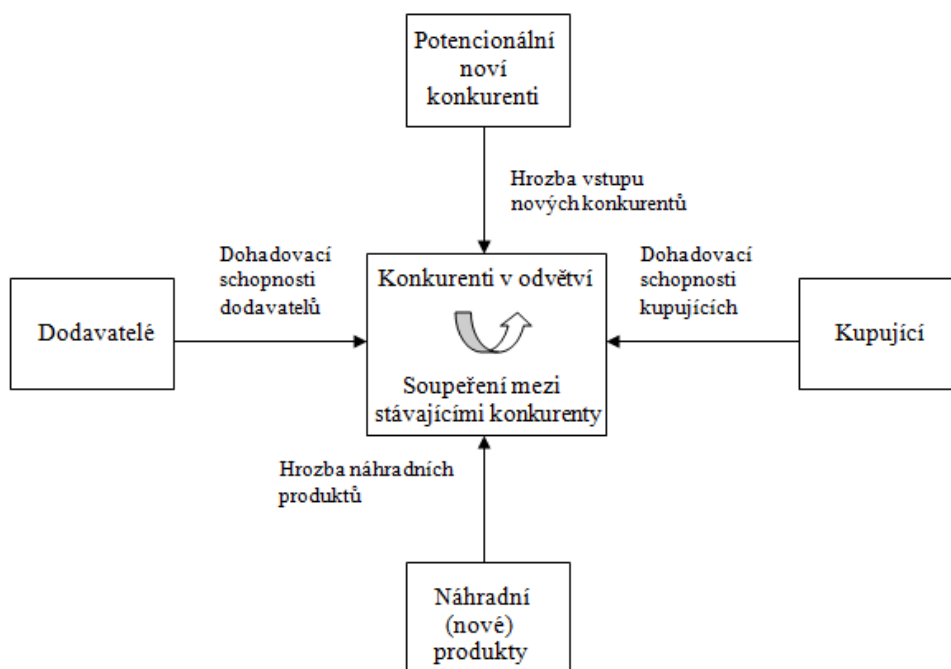 Potencionální
noví
konkurenti
Hrozba vstupu
nových konkurentů
Dohadovací
schopnosti
dodavatelů
Konkurenti v odvětví
Dohadovací
schopnosti
kupujících
Dodavatelé
Kupující
Soupeření mezi
stávajícími konkurenty
Hrozba náhradních
produktů
Náhradní
(nové)
produkty